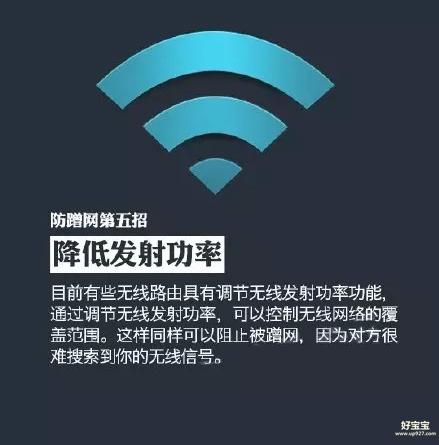 防蹭网第五招
降低发射功率
目前有些无线路由具有调节无线发射功率功能，
通过调节无线发射功率，可以控制无线网络的覆
盖范围。这样同样可以阻止被蹭网，因为对方很
难搜索到你的无线信号。
好宝宝
www.up927.com